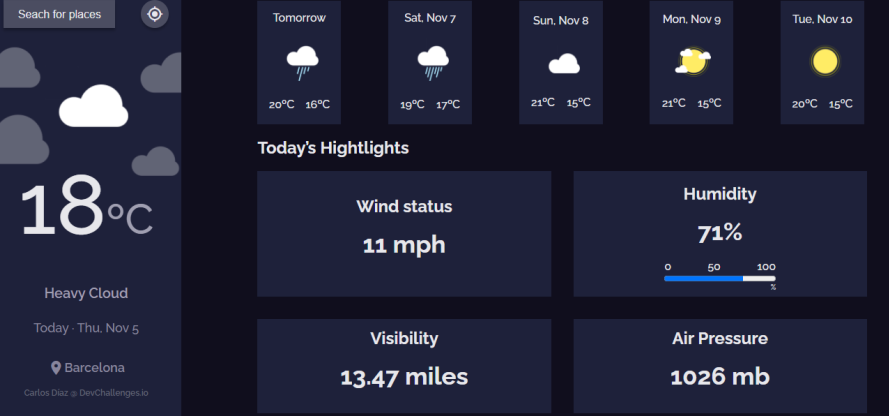 Seach for places
18°C
Heavy Cloud
Today · Thu, Nov 5
Barcelona
Carlos Díaz @ DevChallenges.io
Tomorrow
20°C 16°C
Sat, Nov 7
19°C 17°C
Sun, Nov 8
21°C 15°C
Mon, Nov 9
21°C 15°C
Tue, Nov 10
20°C 15°C
Today's Hightlights
Wind status
11 mph
Humidity
71%
0 50 100
%
Visibility
13.47 miles
Air Pressure
1026 mb